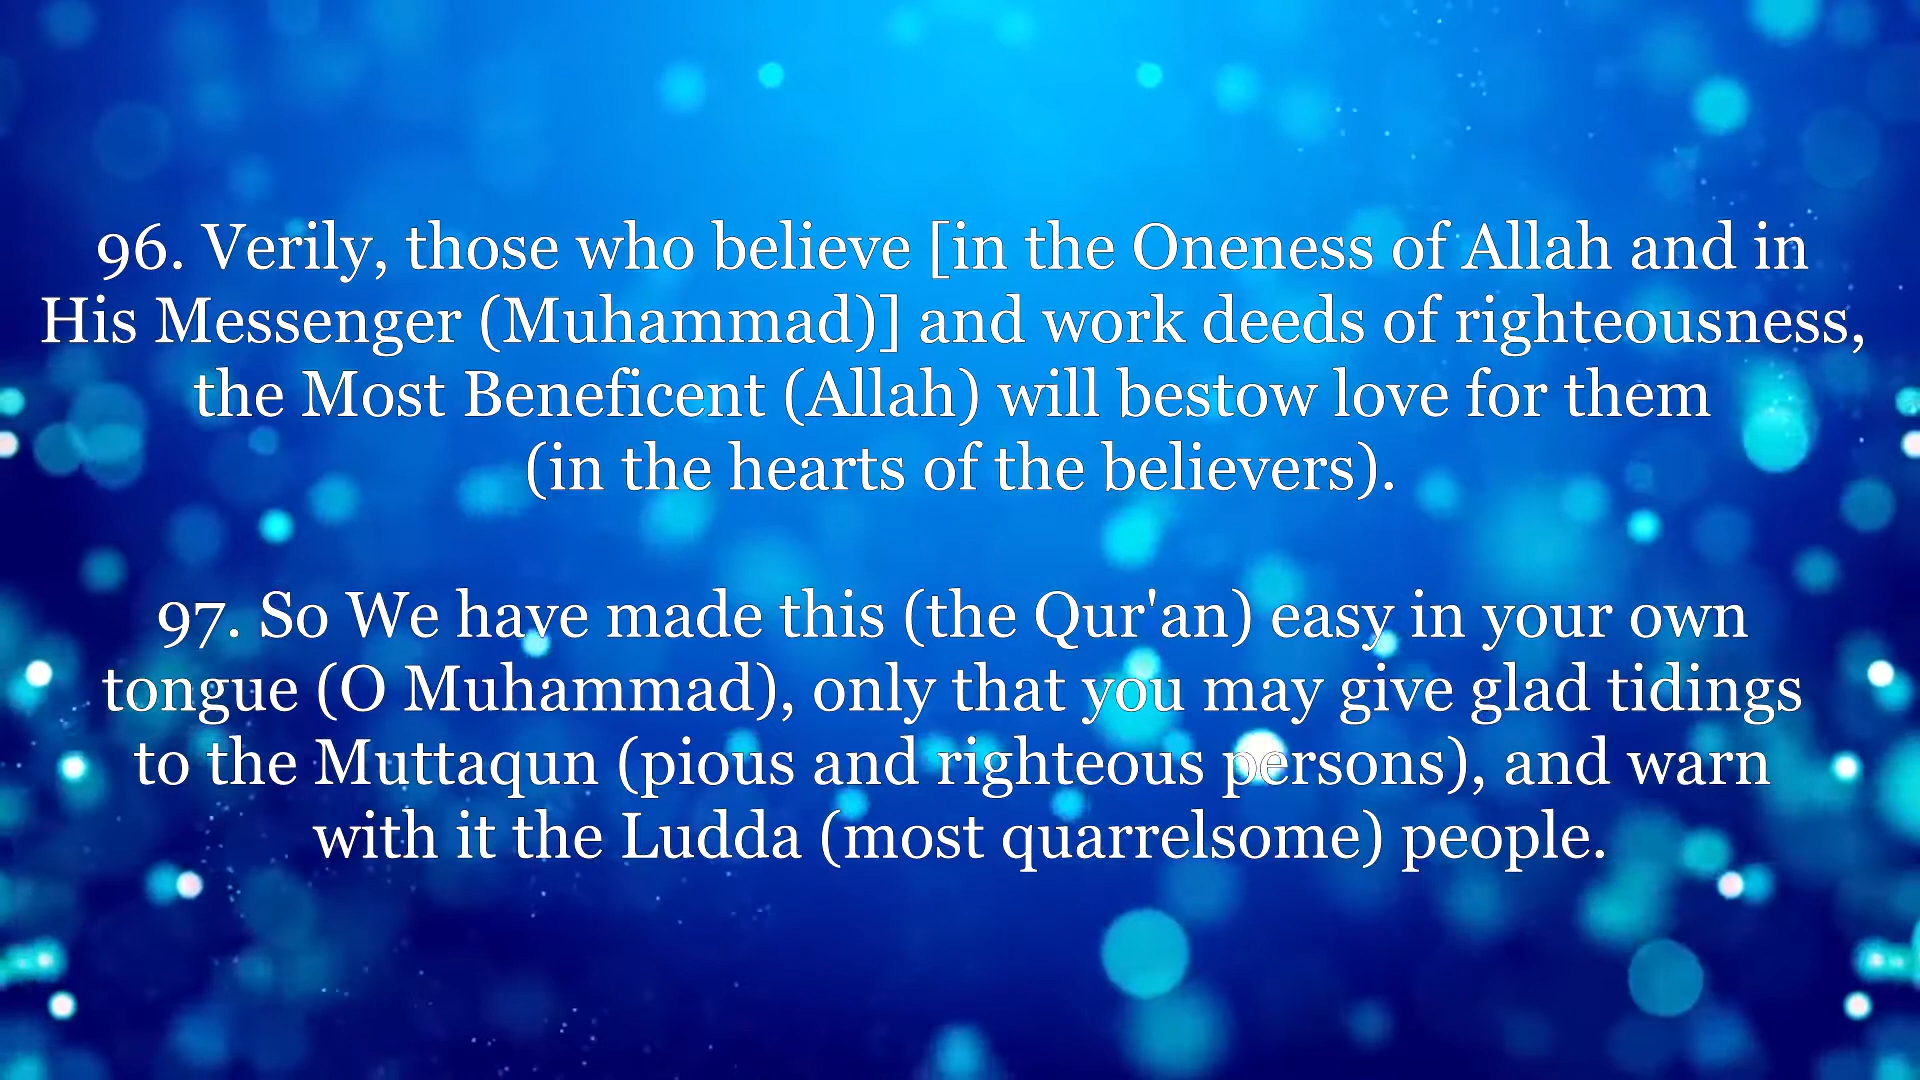 96. Verily, those who believe [in the Oneness of Allah and in
His Messenger (Muhammad)] and work deeds of righteousness,
the Most Beneficent (Allah) will bestow love for them
(in the hearts of the believers).
97. So We have made this (the Qur'an) easy in your own
tongue (O Muhammad), only that you may give glad tidings
to the Muttaqun (pious and righteous persons), and warn
with it the Ludda (most quarrelsome) people.